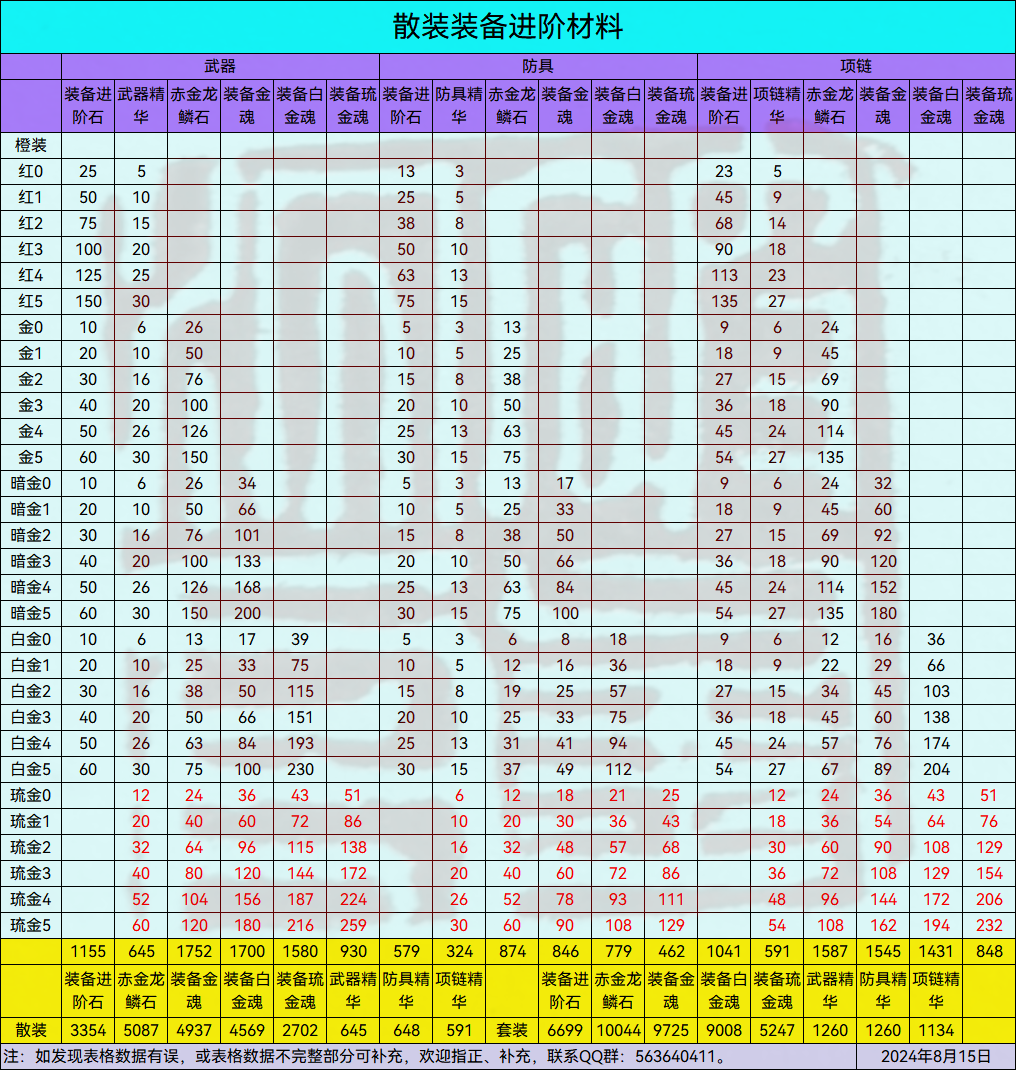 散装装备进阶材料
武器 防具 项链
装备进阶石 武器精华 赤金龙鳞石 装备金魂 装备白金魂 装备琉金魂 装备进阶石 防具精华 赤金龙鳞石 装备金魂 装备白金魂 装备琉金魂 装备进阶石 项链精华 赤金龙鳞石 装备金魂 装备白金魂 装备琉金魂
橙装
红0 25 5 13 3 23 5
红1 50 10 25 5 45 9
红2 75 15 38 8 68 14
红3 100 20 50 10 90 18
红4 125 25 63 13 113 23
红5 150 30 75 15 135 27
金0 10 6 26 5 3 13 9 6 24
金1 20 10 50 10 5 25 18 9 45
金2 30 16 76 15 8 38 27 15 69
金3 40 20 100 20 10 50 36 18 90
金4 50 26 126 25 13 63 45 24 114
金5 60 30 150 30 15 75 54 27 135
暗金0 10 6 26 34 5 3 13 17 9 6 24 32
暗金1 20 10 50 66 10 5 25 33 18 9 45 60
暗金2 30 16 76 101 15 8 38 50 27 15 69 92
暗金3 40 20 100 133 20 10 50 66 36 18 90 120
暗金4 50 26 126 168 25 13 63 84 45 24 114 152
暗金5 60 30 150 200 30 15 75 100 54 27 135 180
白金0 10 6 13 17 39 5 3 6 8 18 9 6 12 16 36
白金1 20 10 25 33 75 10 5 12 16 36 18 9 22 29 66
白金2 30 16 38 50 115 15 8 19 25 57 27 15 34 45 103
白金3 40 20 50 66 151 20 10 25 33 75 36 18 45 60 138
白金4 50 26 63 84 193 25 13 31 41 94 45 24 57 76 174
白金5 60 30 75 100 230 30 15 37 49 112 54 27 67 89 204
琉金0 12 24 36 43 51 6 12 18 21 25 12 24 36 43 51
琉金1 20 40 60 72 86 10 20 30 36 43 18 36 54 64 76
琉金2 32 64 96 115 138 16 32 48 57 68 30 60 90 108 129
琉金3 40 80 120 144 172 20 40 60 72 86 36 72 108 129 154
琉金4 52 104 156 187 224 26 52 78 93 111 48 96 144 172 206
琉金5 60 120 180 216 259 30 60 90 108 129 54 108 162 194 232
1155 645 1752 1700 1580 930 579 324 874 846 779 462 1041 591 1587 1545 1431 848
装备进阶石 赤金龙鳞石 装备金魂 装备白金魂 装备琉金魂 武器精华 防具精华 项链精华 装备进阶石 赤金龙鳞石 装备金魂 装备白金魂 装备琉金魂 武器精华 防具精华 项链精华
散装 3354 5087 4937 4569 2702 645 648 591 套装 6699 10044 9725 9008 5247 1260 1260 1134
注：如发现表格数据有误，或表格数据不完整部分可补充，欢迎指正、补充，联系QQ群：563640411。 2024年8月15日